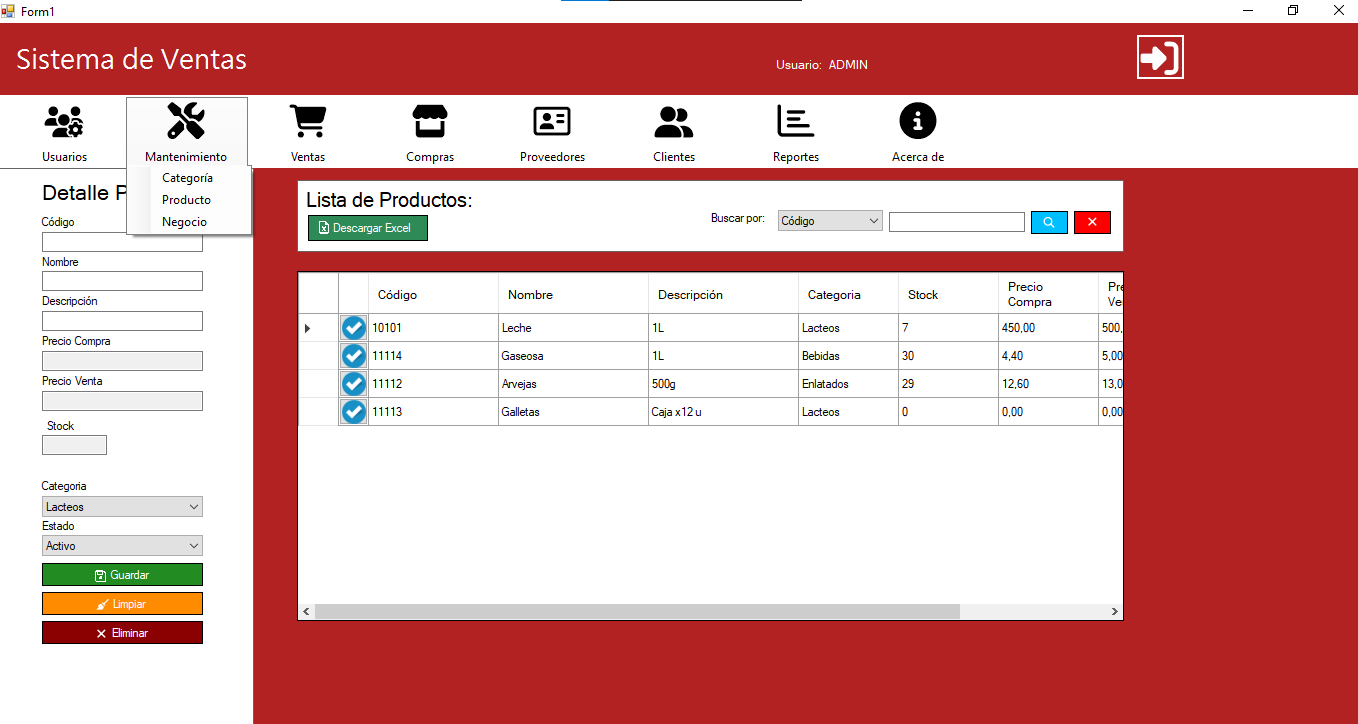 Form1
Sistema de Ventas
Usuario: ADMIN
Usuarios
Mantenimiento
Ventas
Compras
Proveedores
Clientes
Reportes
Acerca de
Categoría
Producto
Negocio
Detalle P
Código
Nombre
Descripción
Precio Compra
Precio Venta
Stock
Categoria
Lacteos
Estado
Activo
Guardar
Limpiar
Eliminar
Lista de Productos:
Descargar Excel
Buscar por:
Código
Código Nombre Descripción Categoria Stock Precio Compra Pre Ve
10101 Leche 1L Lacteos 7 450,00 500,
11114 Gaseosa 1L Bebidas 30 4,40 5,00
11112 Arvejas 500g Enlatados 29 12,60 13,0
11113 Galletas Caja x12 u Lacteos 0 0,00 0,00